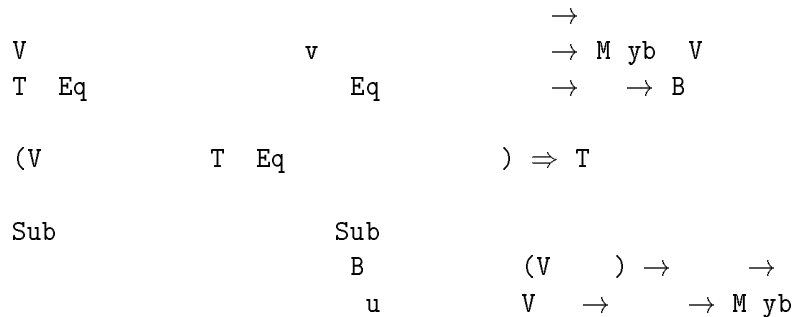 →
V v → M yb V
T Eq Eq → → B
(V T Eq ) ⇒ T
Sub Sub
B (V ) → →
u V → → M yb